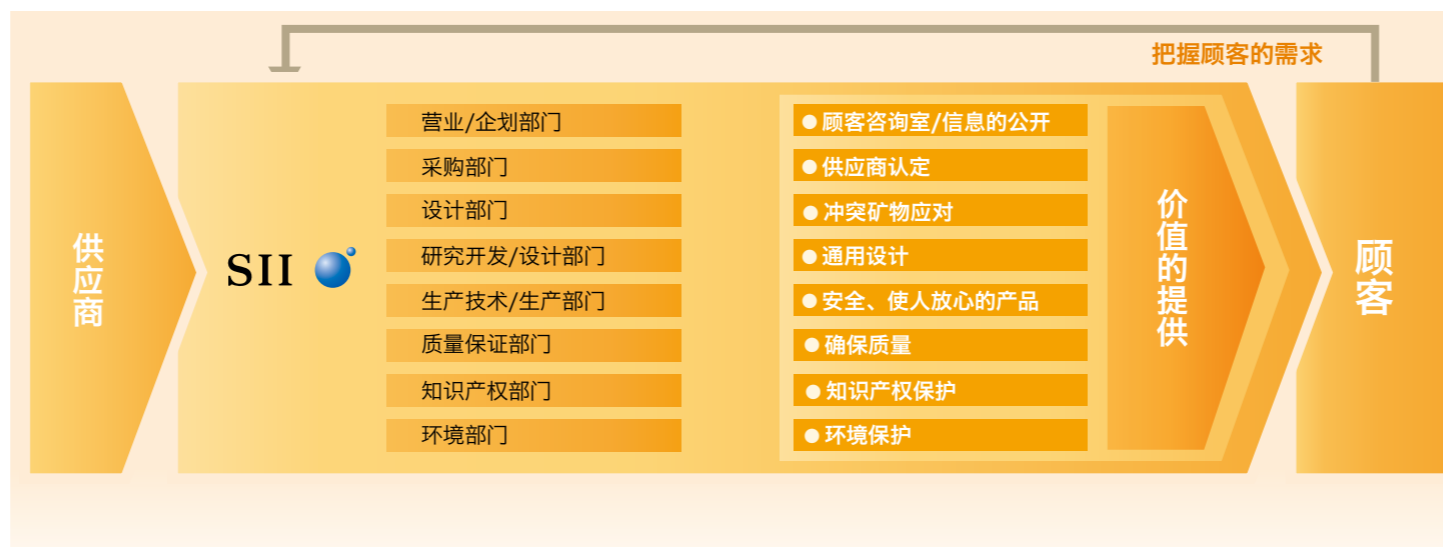 把握顾客的需求
供应商
SII
营业/企划部门
采购部门
设计部门
研究开发/设计部门
生产技术/生产部门
质量保证部门
知识产权部门
环境部门
●顾客咨询室/信息的公开
●供应商认定
●冲突矿物应对
●通用设计
●安全、使人放心的产品
●确保质量
●知识产权保护
●环境保护
价值的提供
顾客